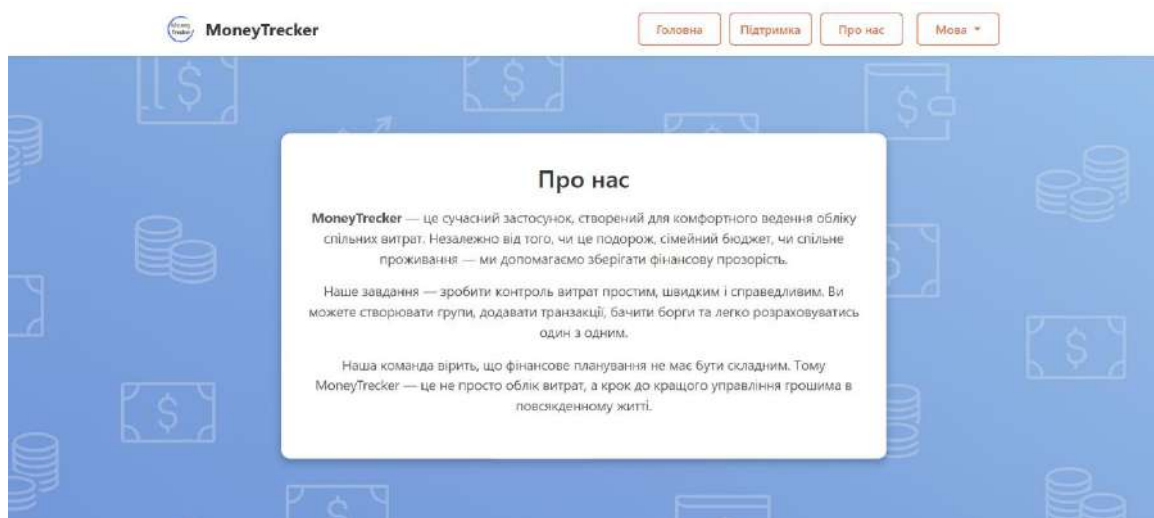 Money
Trecker
MoneyTrecker
Головна
Підтримка
Про нас
Мова
Про нас
MoneyTrecker — це сучасний застосунок, створений для комфортного ведення обліку
спільних витрат. Незалежно від того, чи це подорож, сімейний бюджет, чи спільне
проживання — ми допомагаємо зберігати фінансову прозорість.
Наше завдання — зробити контроль витрат простим, швидким і справедливим. Ви
можете створювати групи, додавати транзакції, бачити борги та легко розраховуватись
один з одним.
Наша команда вірить, що фінансове планування не має бути складним. Тому
MoneyTrecker — це не просто облік витрат, а крок до кращого управління грошима в
повсякденному житті.